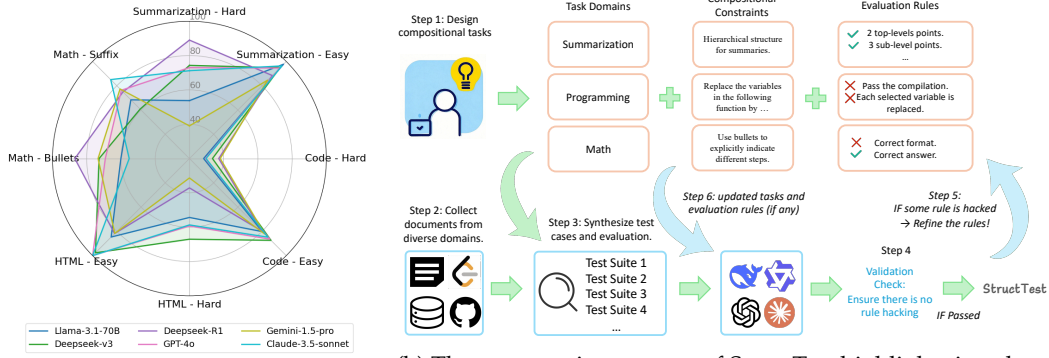 Summarization - Hard
100
Math - Suffix
80
Summarization - Easy
60
40
Math - Bullets
Code - Hard
HTML - Easy
Code - Easy
HTML - Hard
Llama-3.1-70B
Deepseek-R1
Gemini-1.5-pro
Deepseek-v3
GPT-4o
Claude-3.5-sonnet
Step 1: Design
compositional tasks
Task Domains
Summarization
Programming
Math
Compositional
Constraints
Hierarchical structure
for summaries.
Replace the variables
in the following
function by ...
Use bullets to
explicitly indicate
different steps.
Evaluation Rules
2 top-levels points.
3 sub-level points.
...
Pass the compilation.
Each selected variable is
replaced.
Correct format.
Correct answer.
Step 2: Collect
documents from
diverse domains.
Step 3: Synthesize test
cases and evaluation.
Test Suite 1
Test Suite 2
Test Suite 3
Test Suite 4
...
Step 6: updated tasks and
evaluation rules (if any)
Step 5:
IF some rule is hacked
→ Refine the rules!
Step 4
Validation
Check:
Ensure there is no
rule hacking
IF Passed
StructTest